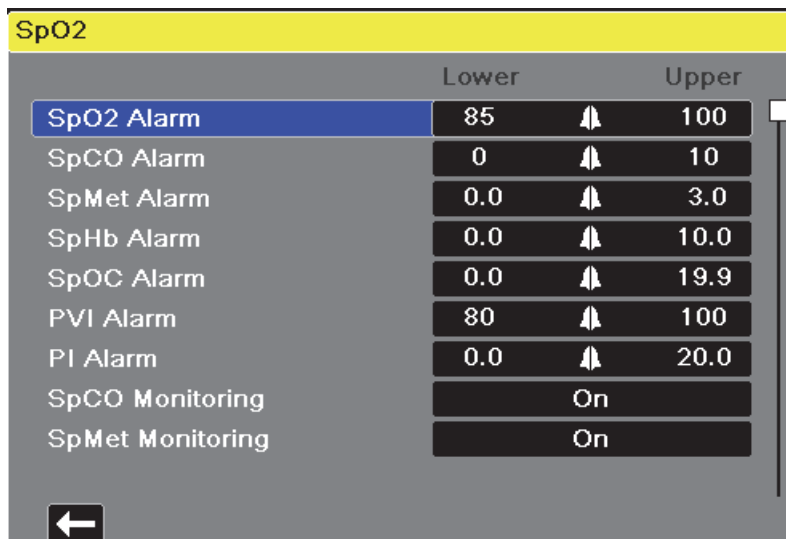 SpO2
Lower Upper
SpO2 Alarm 85 100
SpCO Alarm 0 10
SpMet Alarm 0.0 3.0
SpHb Alarm 0.0 10.0
SpOC Alarm 0.0 19.9
PVI Alarm 80 100
PI Alarm 0.0 20.0
SpCO Monitoring On
SpMet Monitoring On